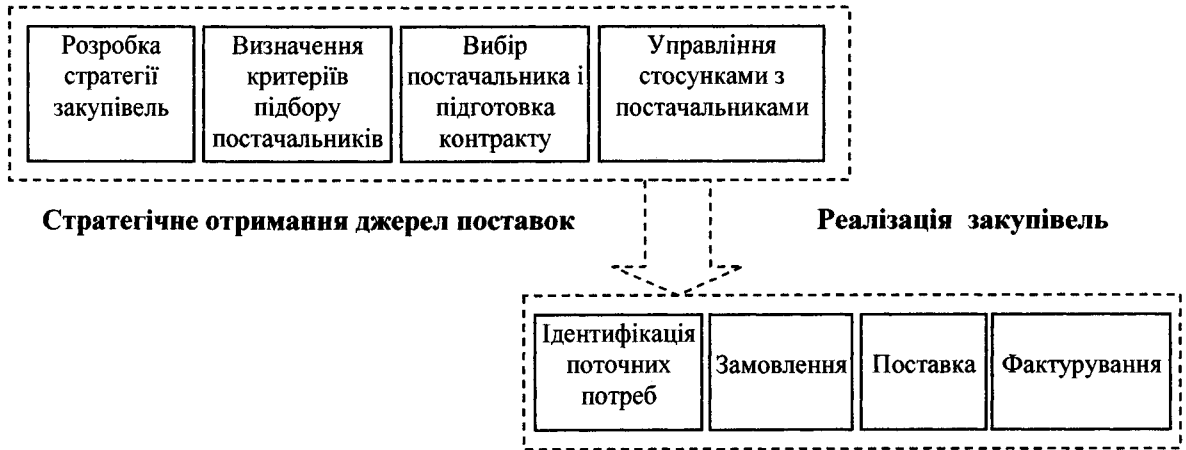 Розробка
стратегії
закупівель
Визначення
критеріїв
підбору
постачальників
Вибір
постачальника і
підготовка
контракту
Управління
стосунками з
постачальниками
Стратегічне отримання джерел поставок
Реалізація закупівель
Ідентифікація
поточних
потреб
Замовлення
Поставка
Фактурування